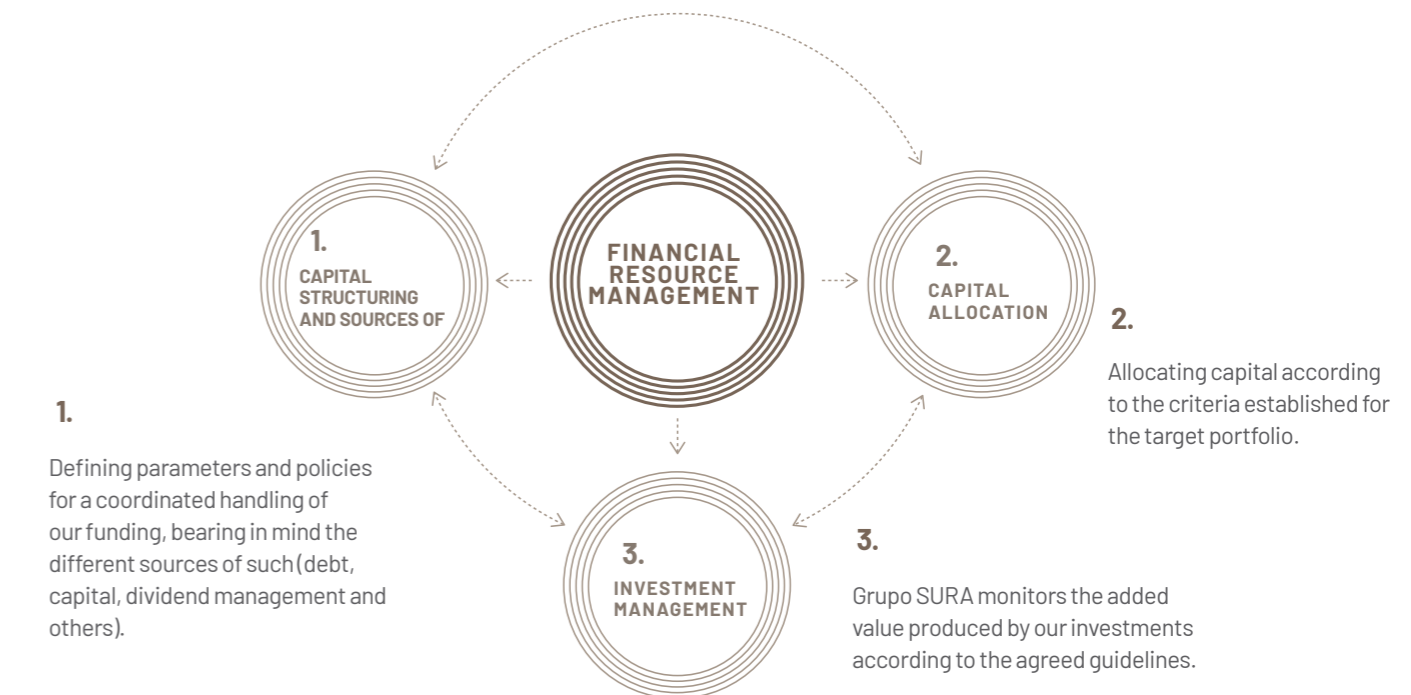 FINANCIAL
RESOURCE
MANAGEMENT
1.
CAPITAL
STRUCTURING
AND SOURCES OF
2.
CAPITAL
ALLOCATION
3.
INVESTMENT
MANAGEMENT
1.
Defining parameters and policies
for a coordinated handling of
our funding, bearing in mind the
different sources of such (debt,
capital, dividend management and
others).
2.
Allocating capital according
to the criteria established for
the target portfolio.
3.
Grupo SURA monitors the added
value produced by our investments
according to the agreed guidelines.